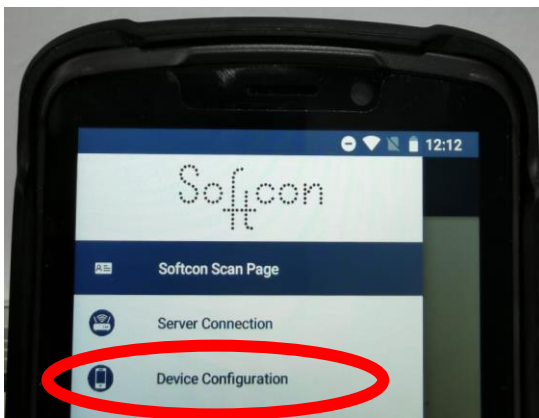 12:12
Softcon
Softcon Scan Page
Server Connection
Device Configuration